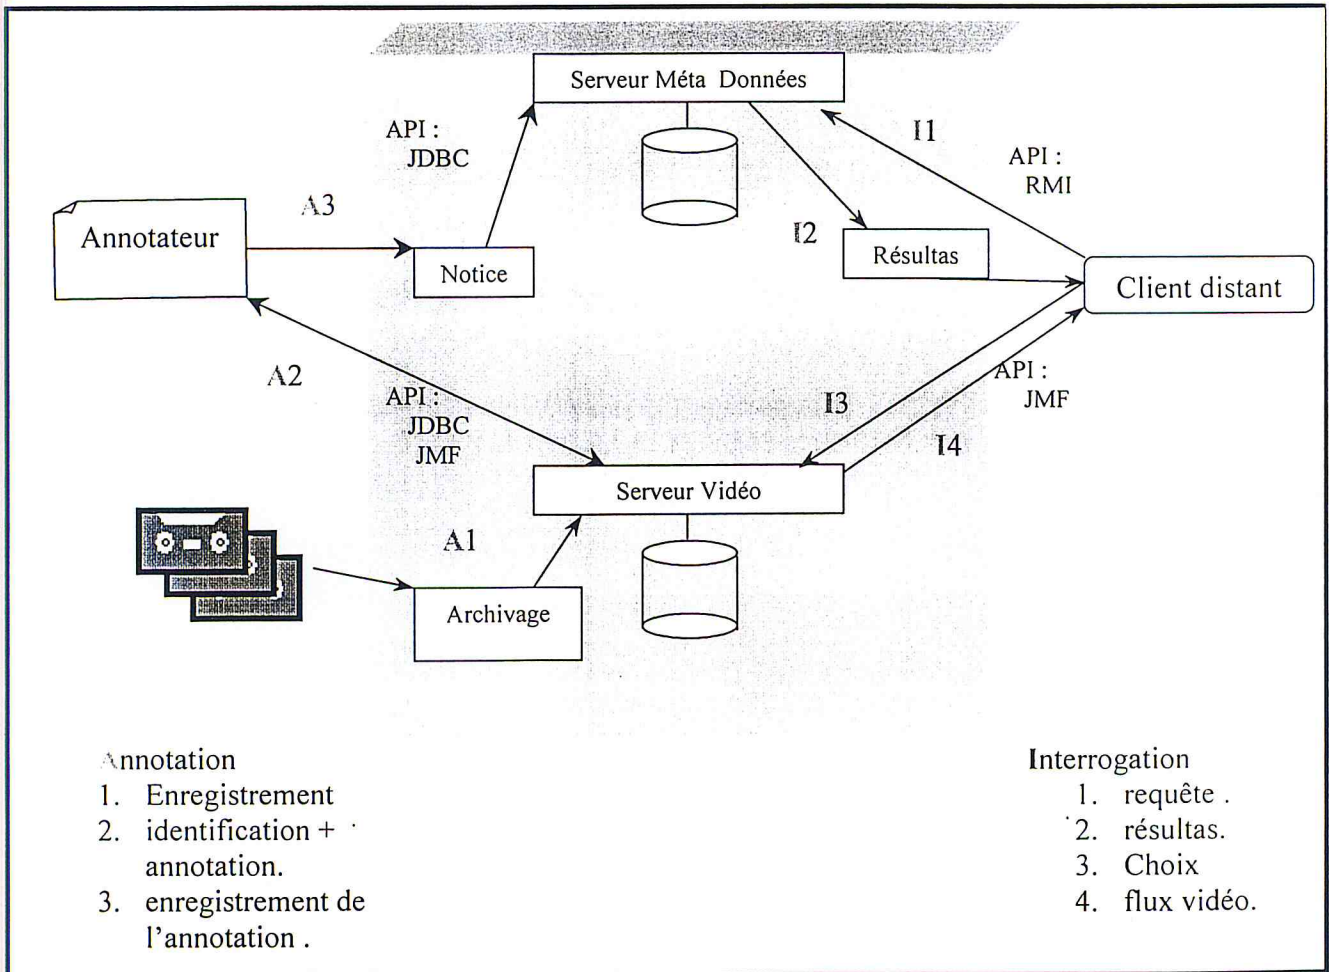 Serveur Méta Données
API :
JDBC
I1
API :
RMI
A3
Annotateur
I2
Résultas
Notice
Client distant
A2
API :
JDBC
JMF
I3
API :
JMF
I4
Serveur Vidéo
A1
Archivage
Annotation
1. Enregistrement
2. identification +
annotation.
3. enregistrement de
l'annotation .
Interrogation
1. requête .
2. résultas.
3. Choix
4. flux vidéo.